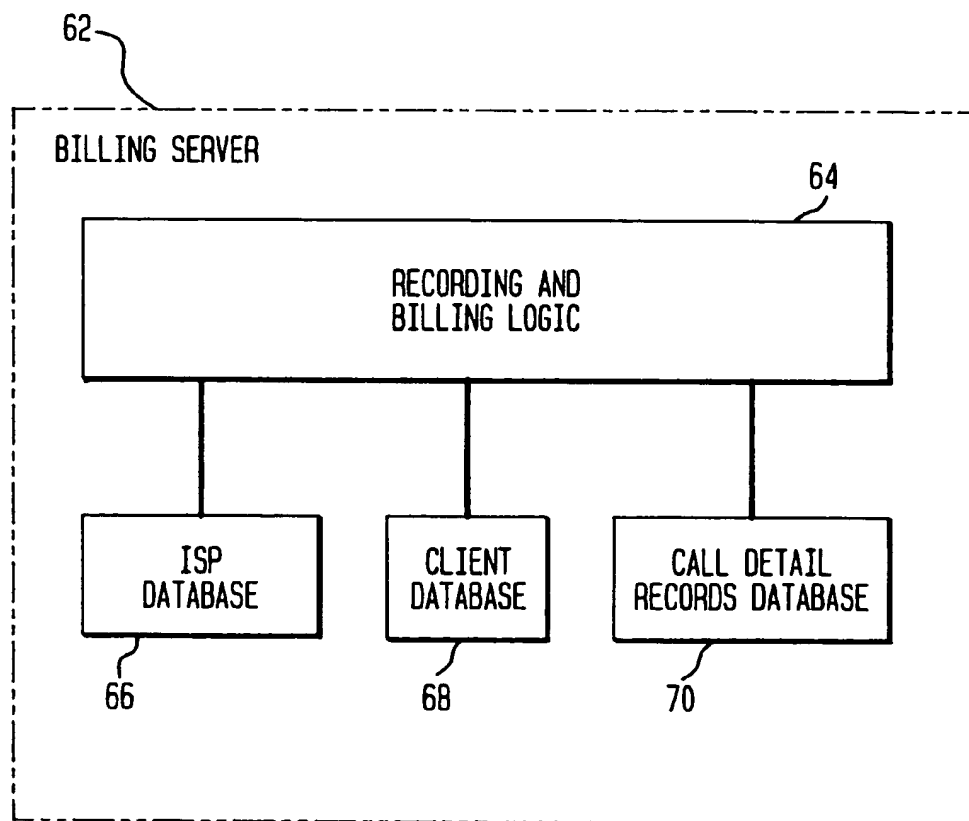 62
BILLING SERVER
64
RECORDING AND
BILLING LOGIC
ISP
DATABASE
CLIENT
DATABASE
CALL DETAIL
RECORDS DATABASE
66
68
70